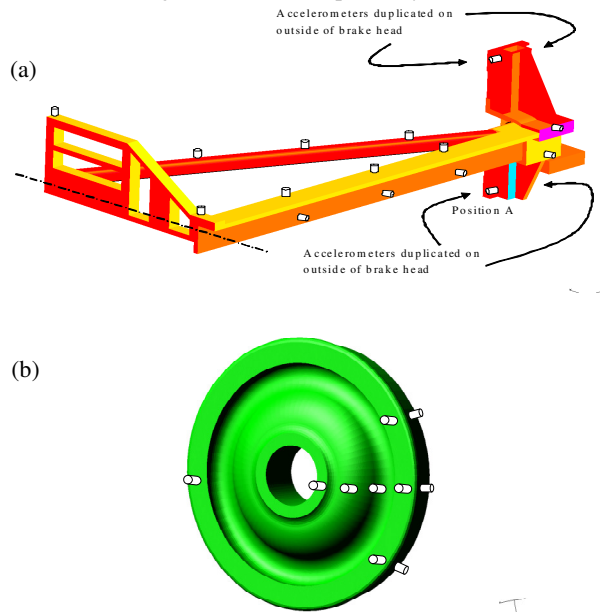 Accelerometers duplicated on
outside of brake head
(a)
Position A
Accelerometers duplicated on
outside of brake head
(b)